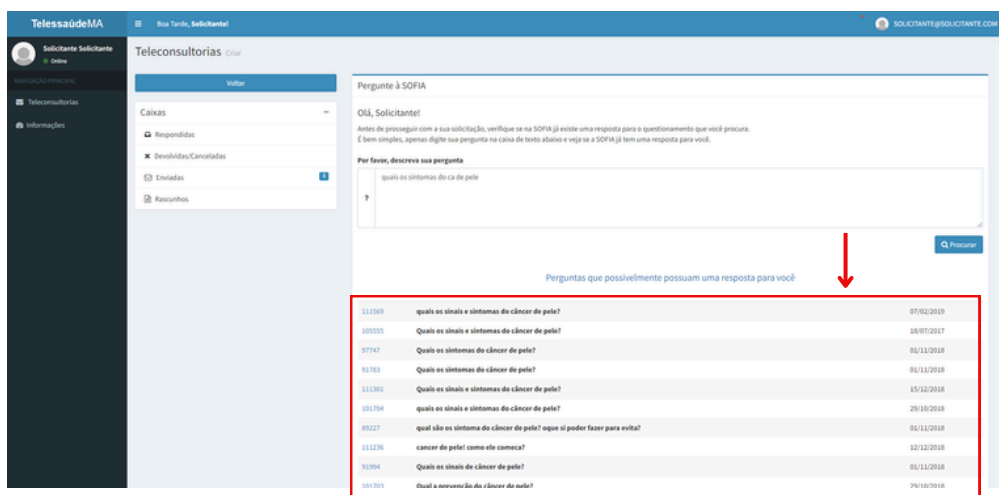 TelessaúdeMA
Boa Tarde, Solicitante!
SOLICITANTE@SOLICITANTE.COM
Solicitante Solicitante
Online
NAVEGAÇÃO PRINCIPAL
Teleconsultorias
Informações
Teleconsultorias Criar
Voltar
Caixas
Respondidas
Devolvidas/Canceladas
Enviadas
Rascunhos
Pergunte à SOFIA
Olá, Solicitante!
Antes de prosseguir com a sua solicitação, verifique se na SOFIA já existe uma resposta para o questionamento que você procura.
É bem simples, apenas digite sua pergunta na caixa de texto abaixo e veja se a SOFIA já tem uma resposta para você.
Por favor, descreva sua pergunta
? quais os sintomas do ca de pele
Procurar
Perguntas que possivelmente possuam uma resposta para você
111569 quais os sinais e sintomas do câncer de pele? 07/02/2019
105555 Quais os sinais e sintomas do câncer de pele? 18/07/2017
97747 Quais os sintomas do câncer de pele? 01/11/2018
91783 Quais os sintomas do câncer de pele? 01/11/2018
111301 Quais os sinais e sintomas do câncer de pele? 15/12/2018
101704 quais os sinais e sintomas do câncer de pele? 29/10/2018
89227 qual são os sintoma do câncer de pele? oque si poder fazer para evita? 01/11/2018
111236 cancer de pele! como ele comeca? 12/12/2018
91994 Quais os sinais de câncer de pele? 01/11/2018
101703 Qual a prevenção do câncer de pele? 29/10/2018